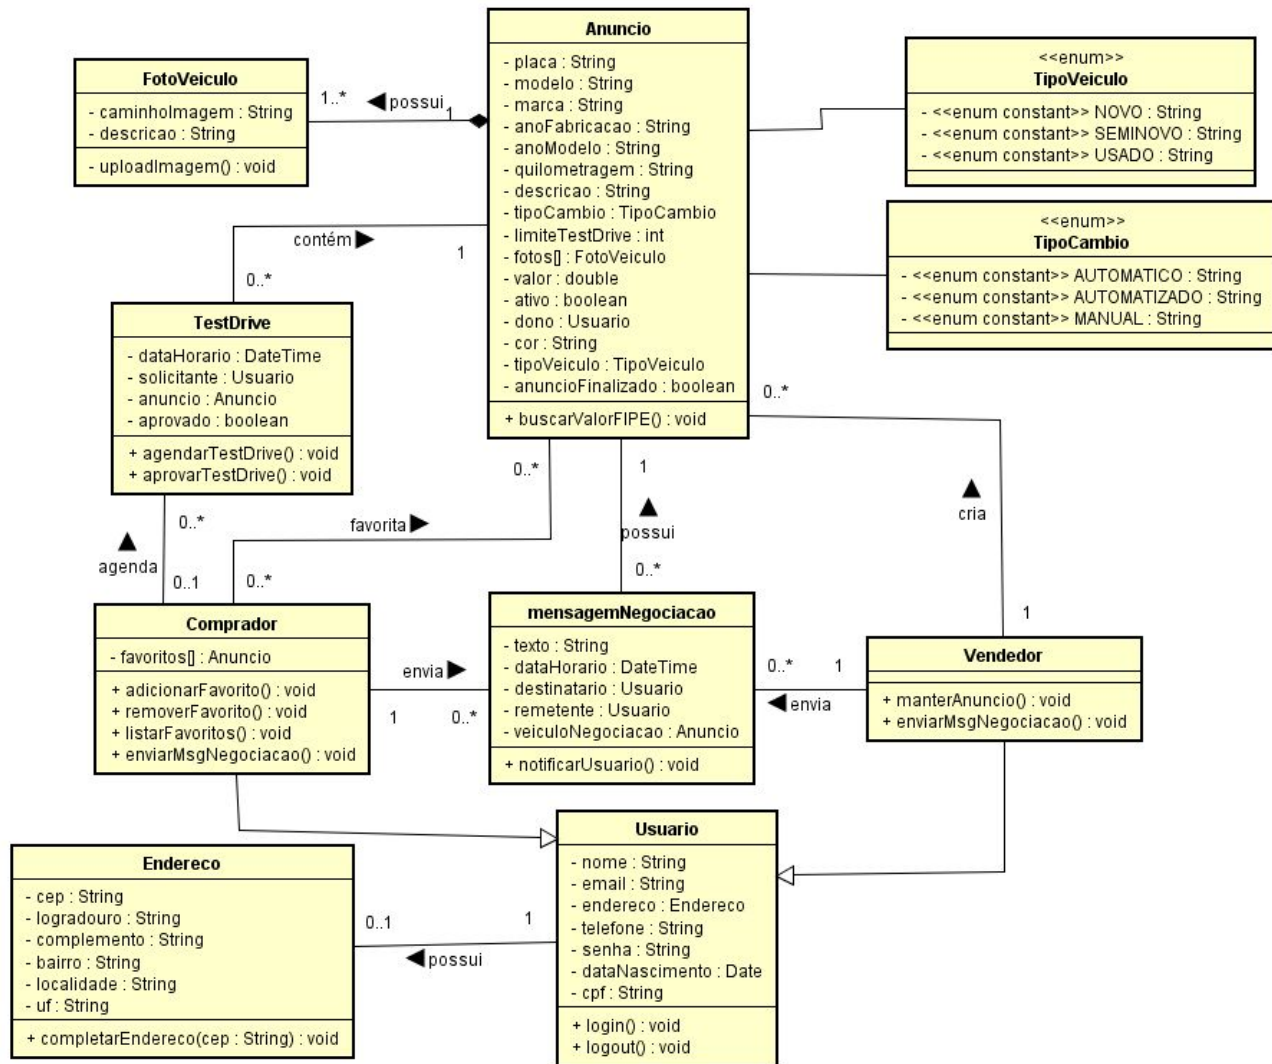 Anuncio
- placa : String
- modelo : String
- marca : String
- anoFabricacao : String
- anoModelo : String
- quilometragem : String
- descricao : String
- tipoCambio : TipoCambio
- limiteTestDrive : int
- fotos[] : FotoVeiculo
- valor : double
- ativo : boolean
- dono : Usuario
- cor : String
- tipoVeiculo : TipoVeiculo
- anuncioFinalizado : boolean
+ buscarValorFIPE() : void
FotoVeiculo
- caminhoImagem : String
- descricao : String
- uploadImagem() : void
1..*
◀possui
1
<<enum>>
TipoVeiculo
- <<enum constant>> NOVO : String
- <<enum constant>> SEMINOVO : String
- <<enum constant>> USADO : String
<<enum>>
TipoCambio
- <<enum constant>> AUTOMATICO : String
- <<enum constant>> AUTOMATIZADO : String
- <<enum constant>> MANUAL : String
contém ▶
1
0..*
TestDrive
- dataHorario : DateTime
- solicitante : Usuario
- anuncio : Anuncio
- aprovado : boolean
+ agendarTestDrive() : void
+ aprovarTestDrive() : void
0..*
▲
agenda
0..1
0..*
favorita ▶
0..*
1
▲
possui
0..*
0..*
▲
cria
1
Comprador
- favoritos[] : Anuncio
+ adicionarFavorito() : void
+ removerFavorito() : void
+ listarFavoritos() : void
+ enviarMsgNegociacao() : void
envia ▶
1
0..*
mensagemNegociacao
- texto : String
- dataHorario : DateTime
- destinatario : Usuario
- remetente : Usuario
- veiculoNegociacao : Anuncio
+ notificarUsuario() : void
0..*
1
◀envia
Vendedor
+ manterAnuncio() : void
+ enviarMsgNegociacao() : void
Usuario
- nome : String
- email : String
- endereco : Endereco
- telefone : String
- senha : String
- dataNascimento : Date
- cpf : String
+ login() : void
+ logout() : void
Endereco
- cep : String
- logradouro : String
- complemento : String
- bairro : String
- localidade : String
- uf : String
+ completarEndereco(cep : String) : void
0..1
1
◀possui